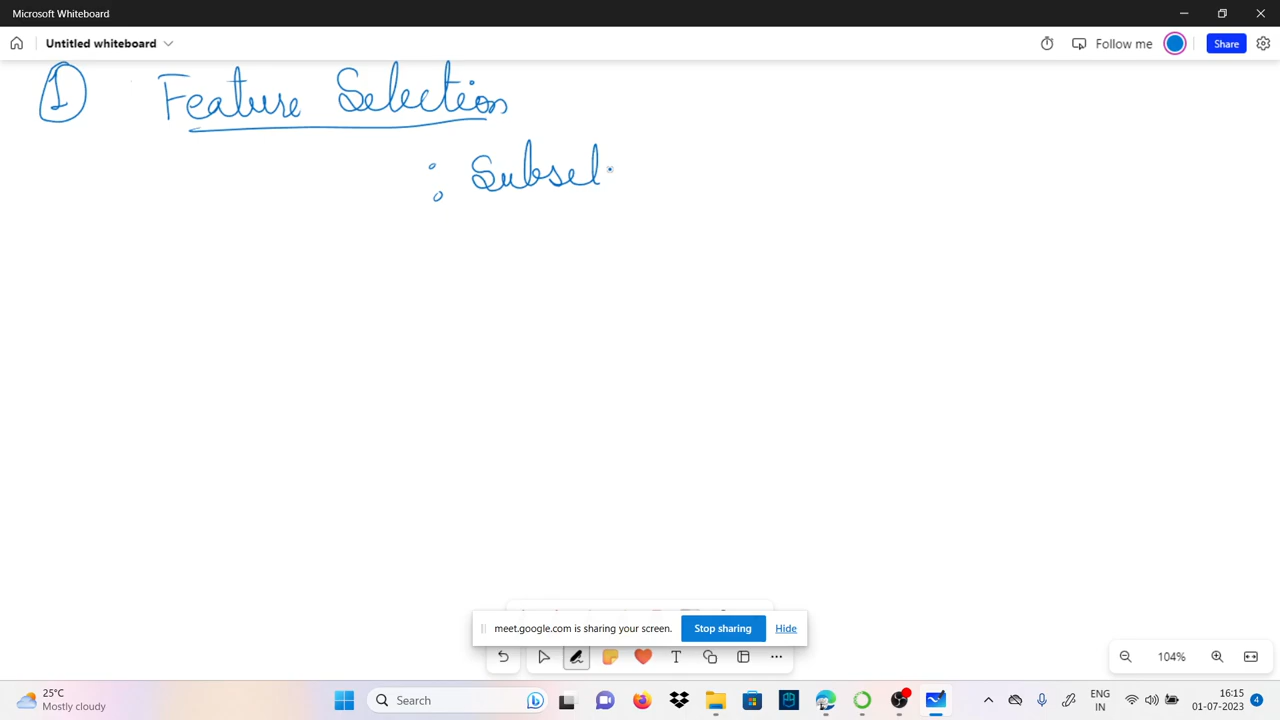 Microsoft Whiteboard
Untitled whiteboard
Follow me
Share
1 Feature Selection
: Subset
meet.google.com is sharing your screen. Stop sharing Hide
T
104%
25°C
Mostly cloudy
Search
ENG
IN
16:15
01-07-2023
4